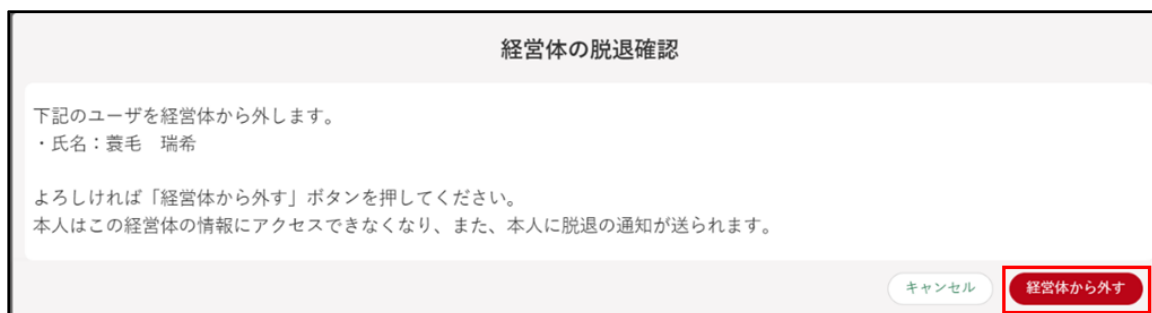 経営体の脱退確認
下記のユーザを経営体から外します。
・氏名：蓑毛　瑞希
よろしければ「経営体から外す」ボタンを押してください。
本人はこの経営体の情報にアクセスできなくなり、また、本人に脱退の通知が送られます。
キャンセル
経営体から外す